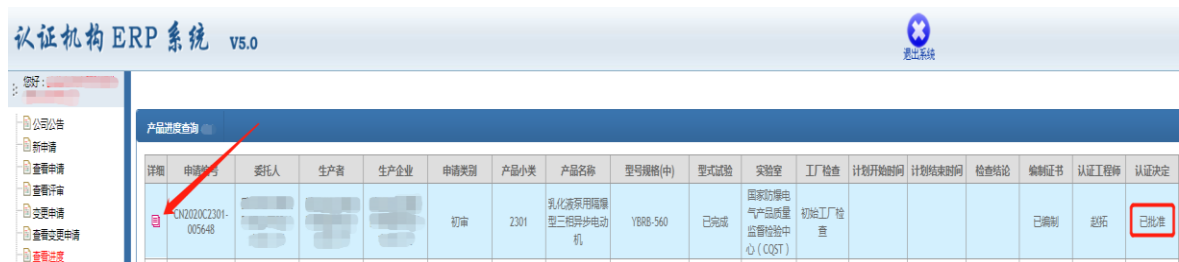 认证机构ERP系统 V5.0
退出系统
您好：
公司公告
新申请
查看申请
查看评审
变更申请
查看变更申请
查看进度
产品进度查询
详细 申请编号 委托人 生产者 生产企业 申请类别 产品小类 产品名称 型号规格(中) 型式试验 实验室 工厂检查 计划开始时间 计划结束时间 检查结论 编制证书 认证工程师 认证决定
CN2020C2301-
005648
初审
2301
乳化液泵用隔爆
型三相异步电动
机
YBRB-560
已完成
国家防爆电
气产品质量
监督检验中
心（CQST）
初始工厂检
查
已编制
赵拓
已批准